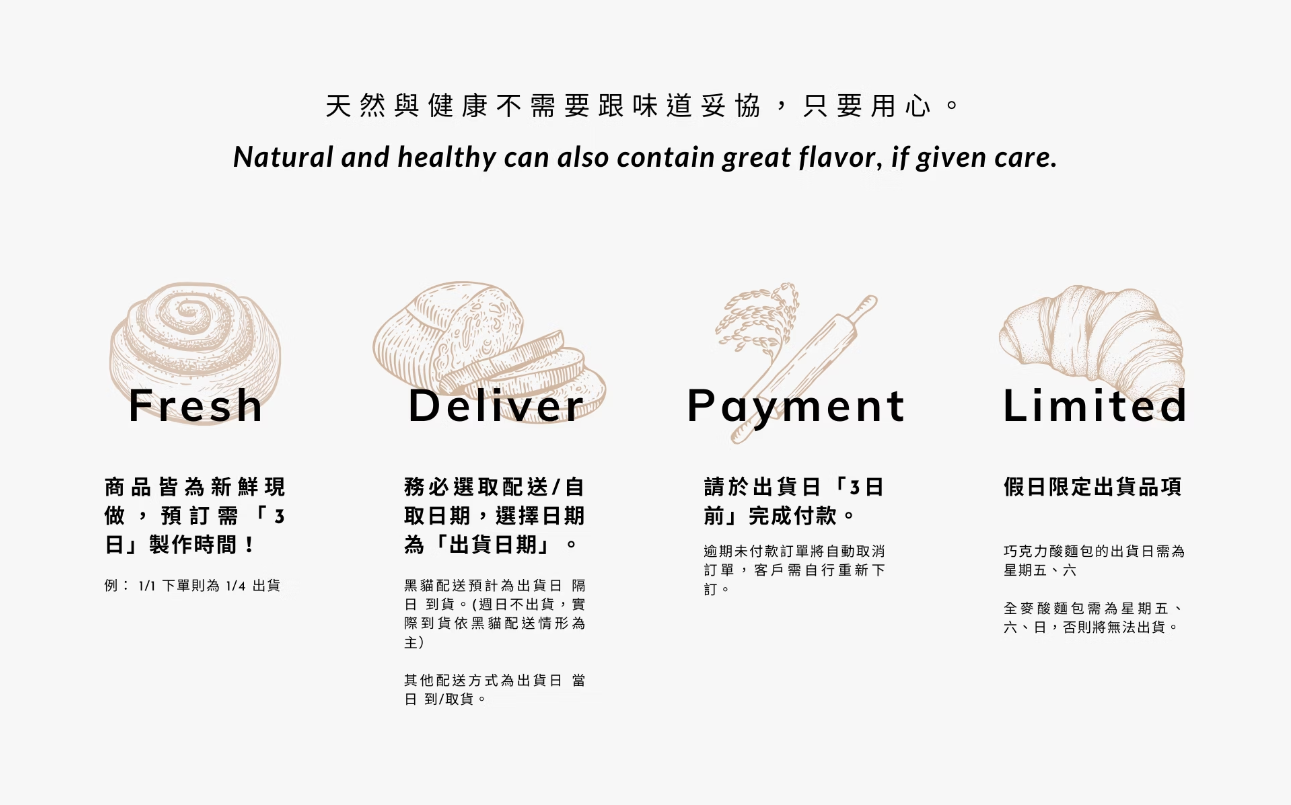 天然與健康不需要跟味道妥協，只要用心。
Natural and healthy can also contain great flavor, if given care.
Fresh
商品皆為新鮮現
做，預訂需「3
日」製作時間！
例： 1/1 下單則為 1/4 出貨
Deliver
務必選取配送/自
取日期，選擇日期
為「出貨日期」。
黑貓配送預計為出貨日 隔
日 到貨。(週日不出貨，實
際到貨依黑貓配送情形為
主)
其他配送方式為出貨日 當
日 到/取貨。
Payment
請於出貨日「3日
前」完成付款。
逾期未付款訂單將自動取消
訂單，客戶需自行重新下
訂。
Limited
假日限定出貨品項
巧克力酸麵包的出貨日需為
星期五、六
全麥酸麵包需為星期五、
六、日，否則將無法出貨。